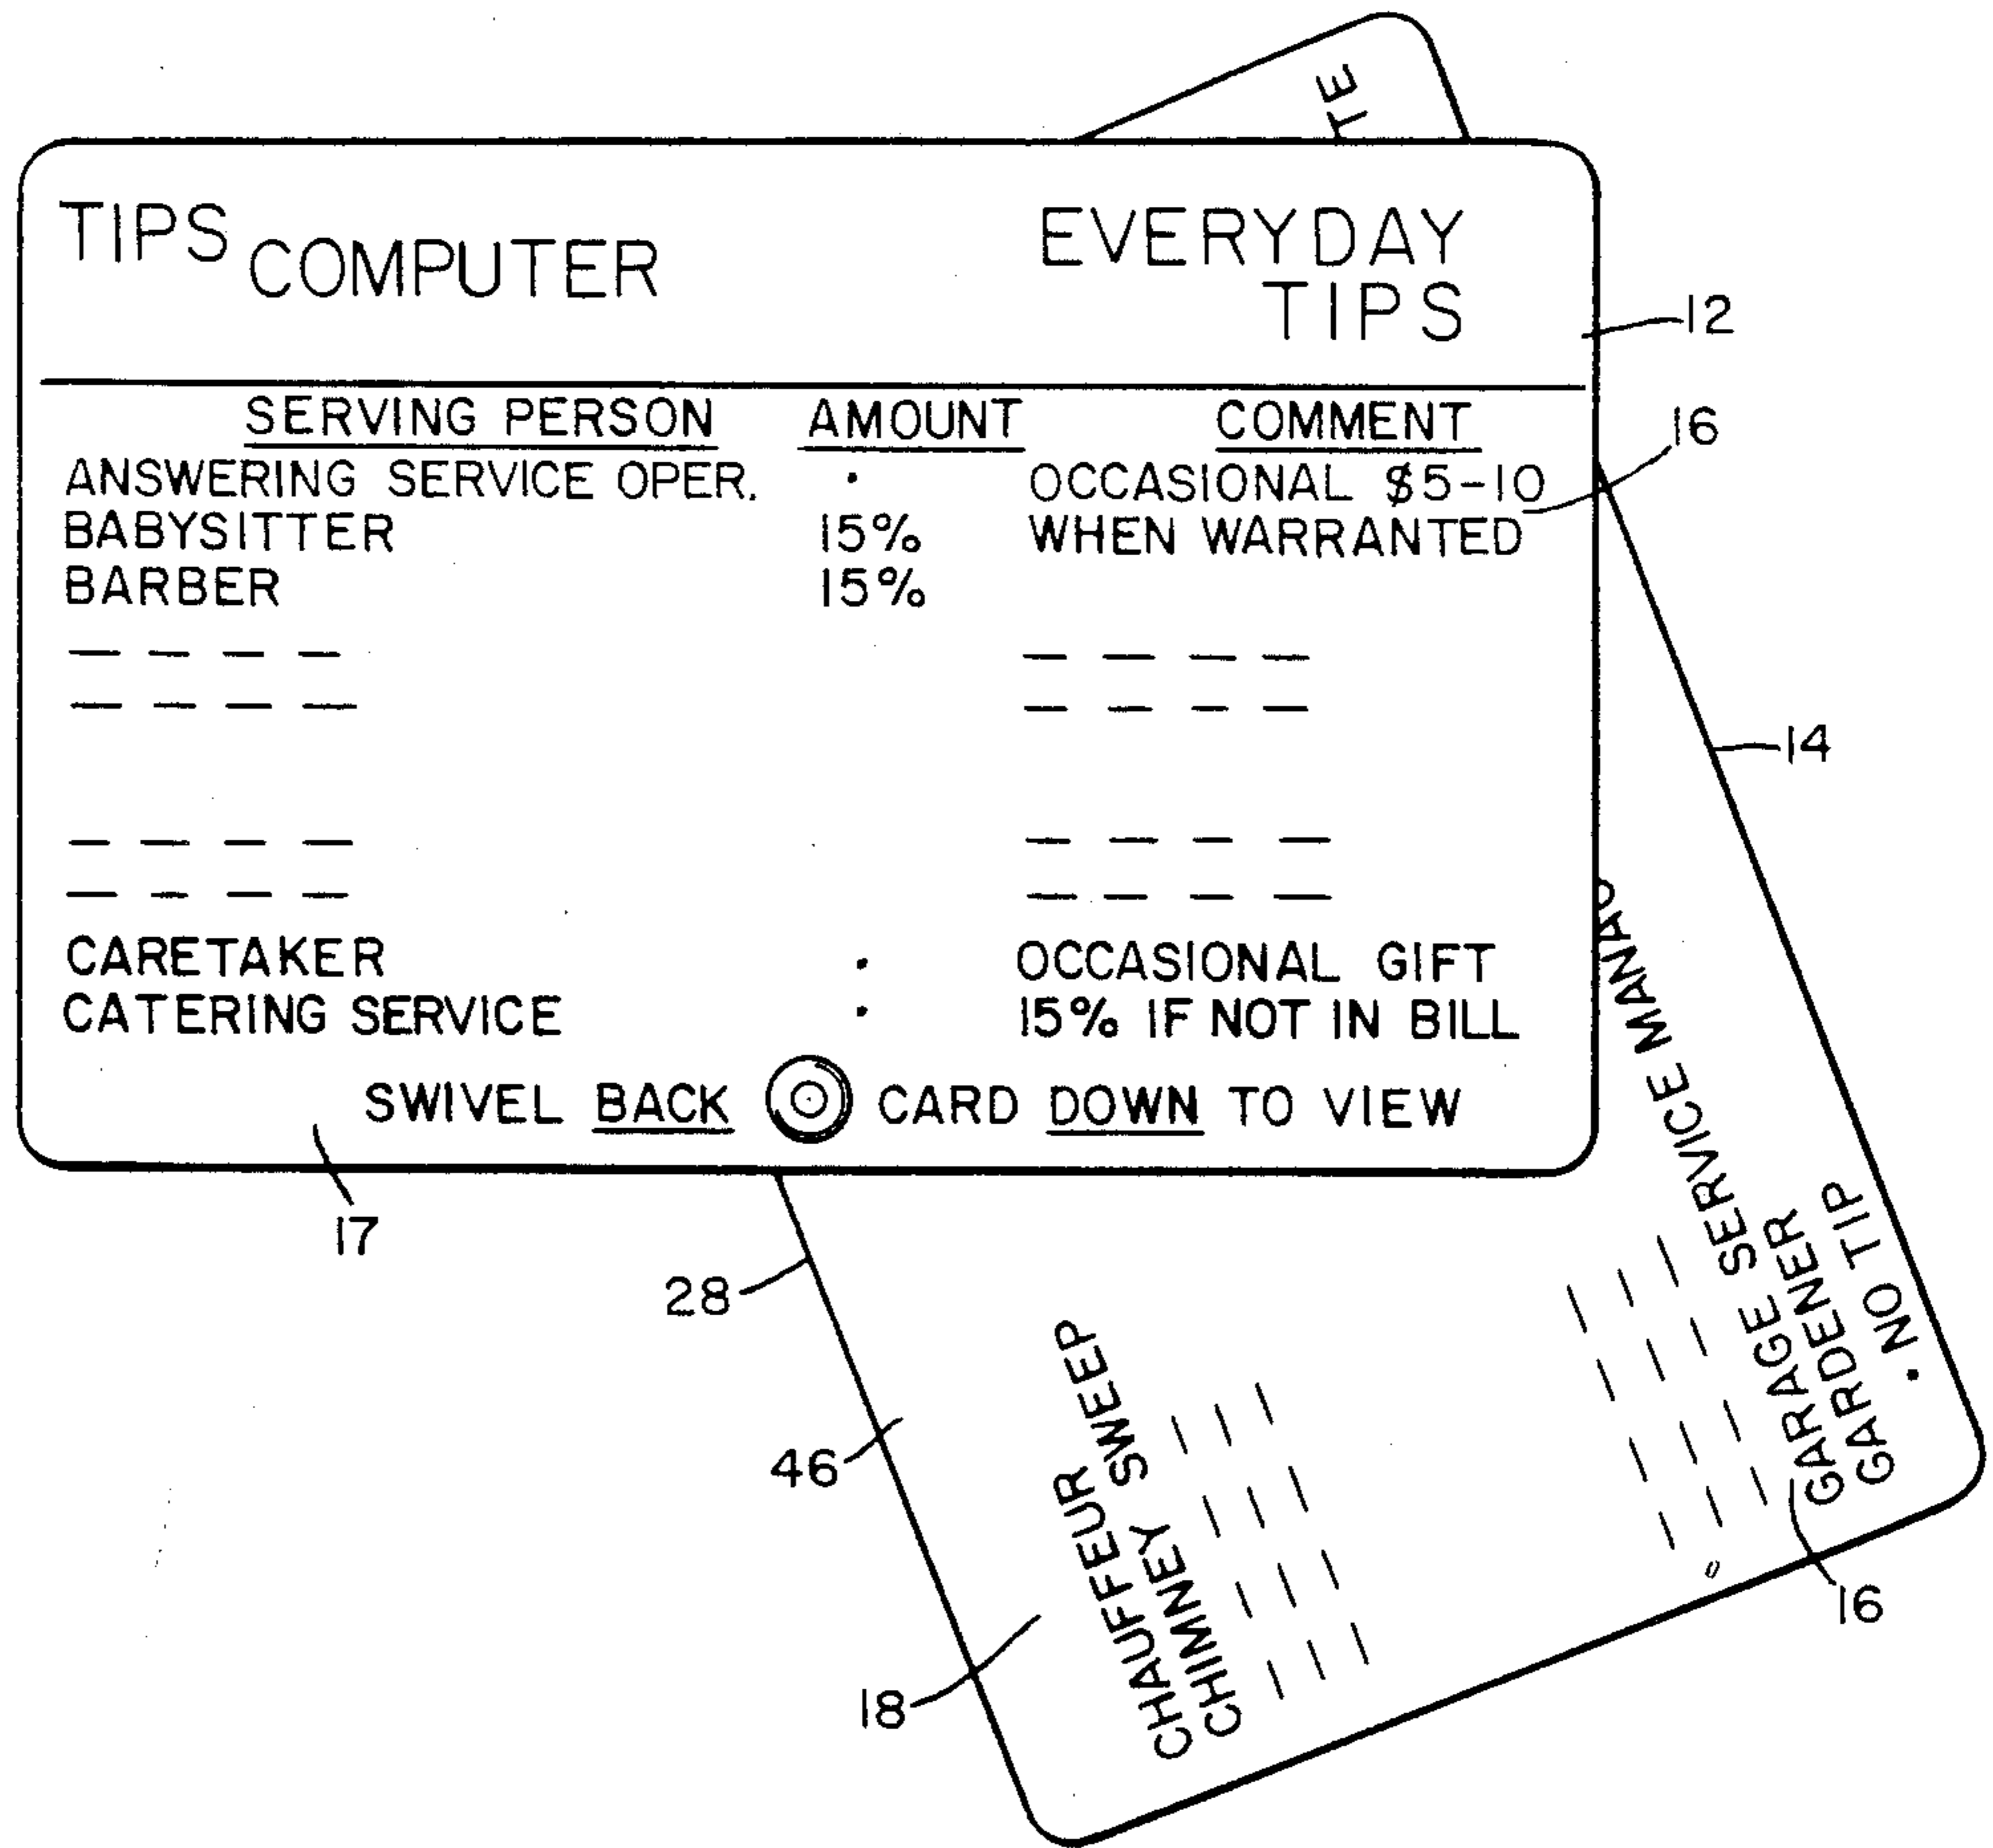 TE
TIPS COMPUTER
EVERYDAY
TIPS
12
SERVING PERSON AMOUNT COMMENT
16
ANSWERING SERVICE OPER. • OCCASIONAL $5-10
BABYSITTER 15% WHEN WARRANTED
BARBER 15%
14
CARETAKER • OCCASIONAL GIFT
CATERING SERVICE • 15% IF NOT IN BILL
SWIVEL BACK CARD DOWN TO VIEW
17
28
46
18
CHAUFFEUR
CHIMNEY SWEEP
GARAGE SERVICE MANAG
GARDENER
• NO TIP
16